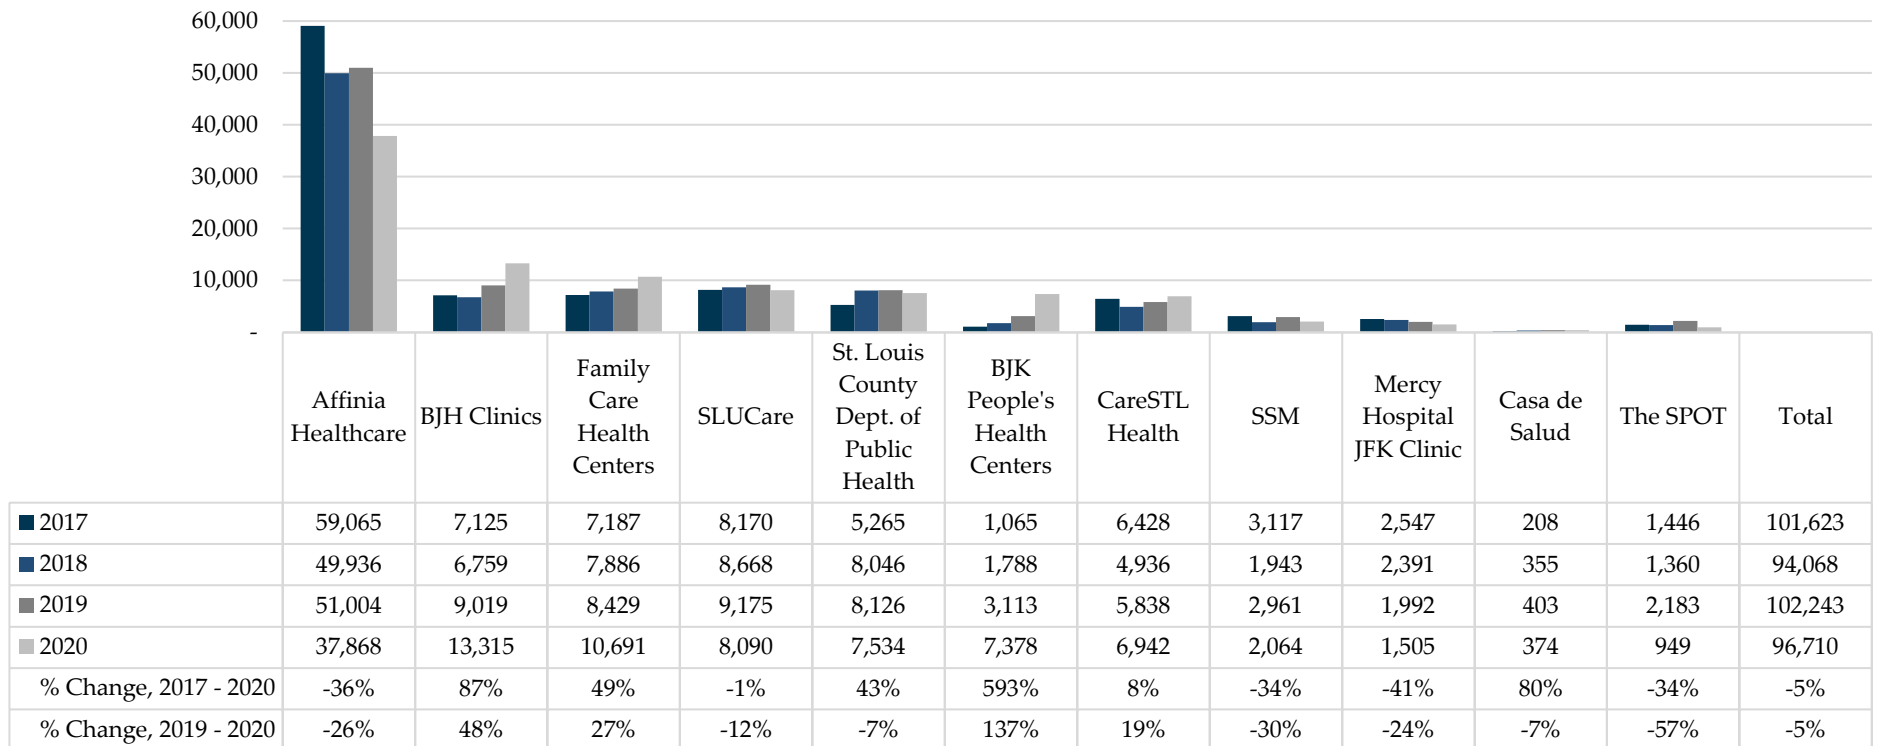 60,000
50,000
40,000
30,000
20,000
10,000
-
Affinia
Healthcare
BJH Clinics
Family
Care
Health
Centers
SLUCare
St. Louis
County
Dept. of
Public
Health
BJK
People's
Health
Centers
CareSTL
Health
SSM
Mercy
Hospital
JFK Clinic
Casa de
Salud
The SPOT
Total
2017 59,065 7,125 7,187 8,170 5,265 1,065 6,428 3,117 2,547 208 1,446 101,623
2018 49,936 6,759 7,886 8,668 8,046 1,788 4,936 1,943 2,391 355 1,360 94,068
2019 51,004 9,019 8,429 9,175 8,126 3,113 5,838 2,961 1,992 403 2,183 102,243
2020 37,868 13,315 10,691 8,090 7,534 7,378 6,942 2,064 1,505 374 949 96,710
% Change, 2017 - 2020 -36% 87% 49% -1% 43% 593% 8% -34% -41% 80% -34% -5%
% Change, 2019 - 2020 -26% 48% 27% -12% -7% 137% 19% -30% -24% -7% -57% -5%